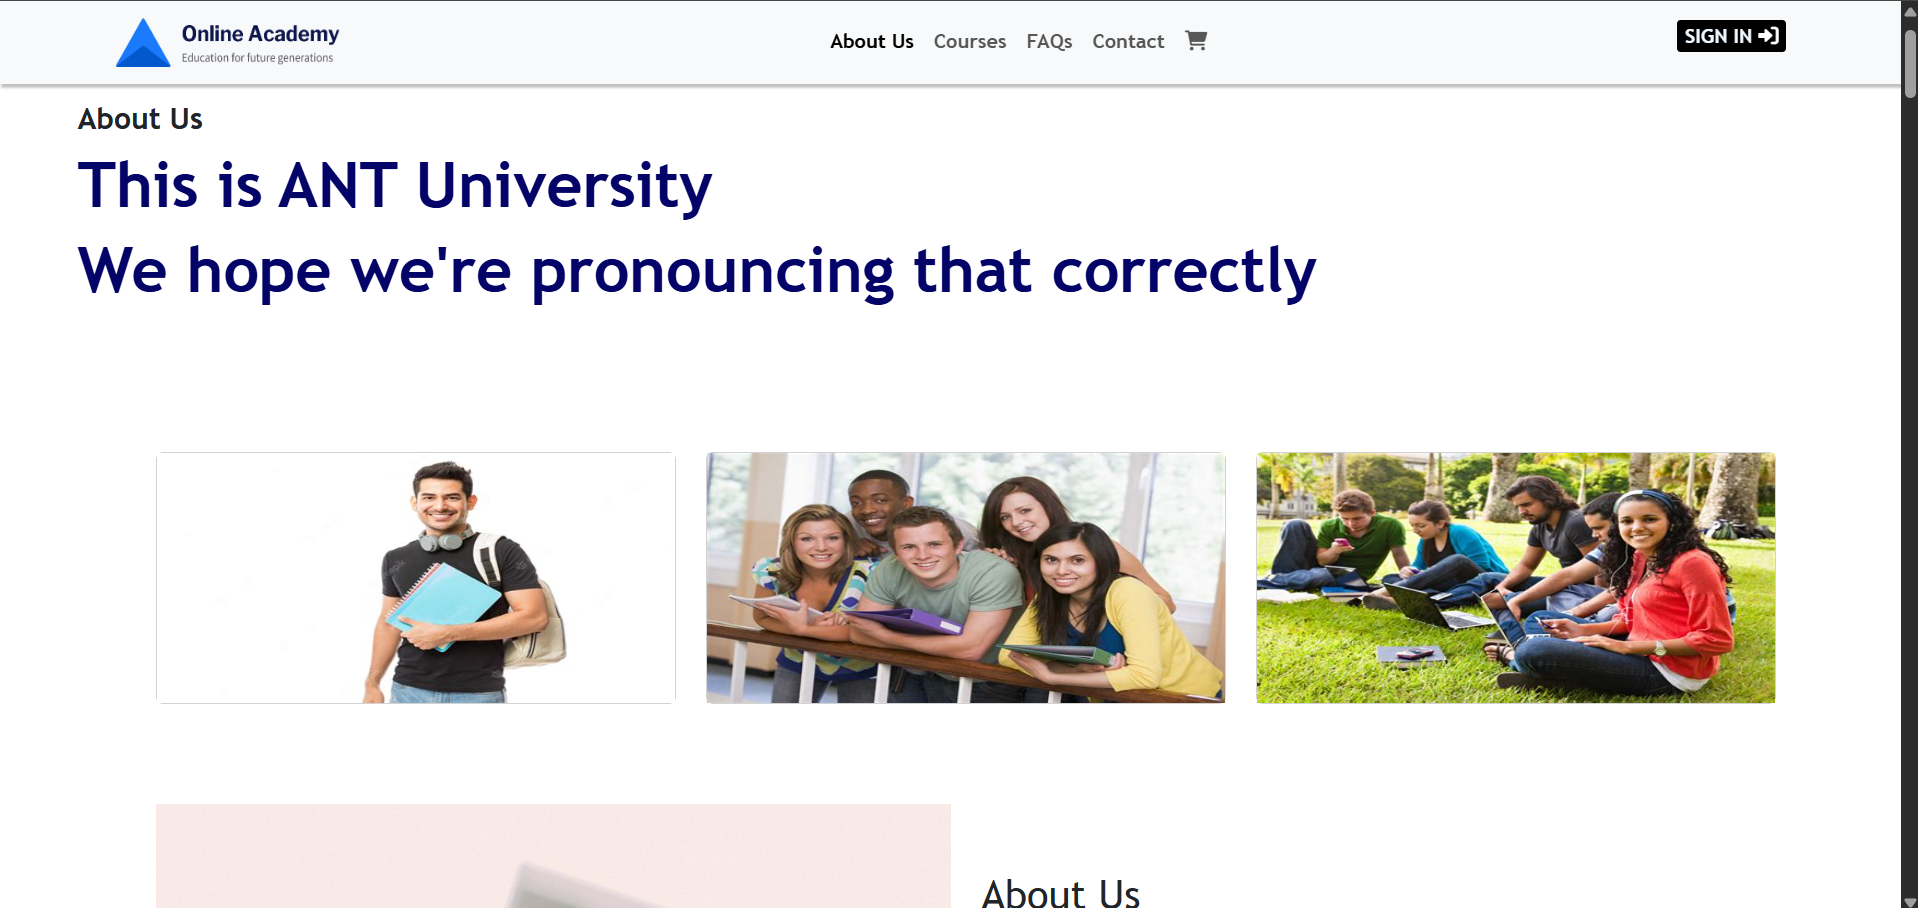 Online Academy
Education for future generations
About Us
Courses
FAQs
Contact
SIGN IN
About Us
This is ANT University
We hope we're pronouncing that correctly
About Us